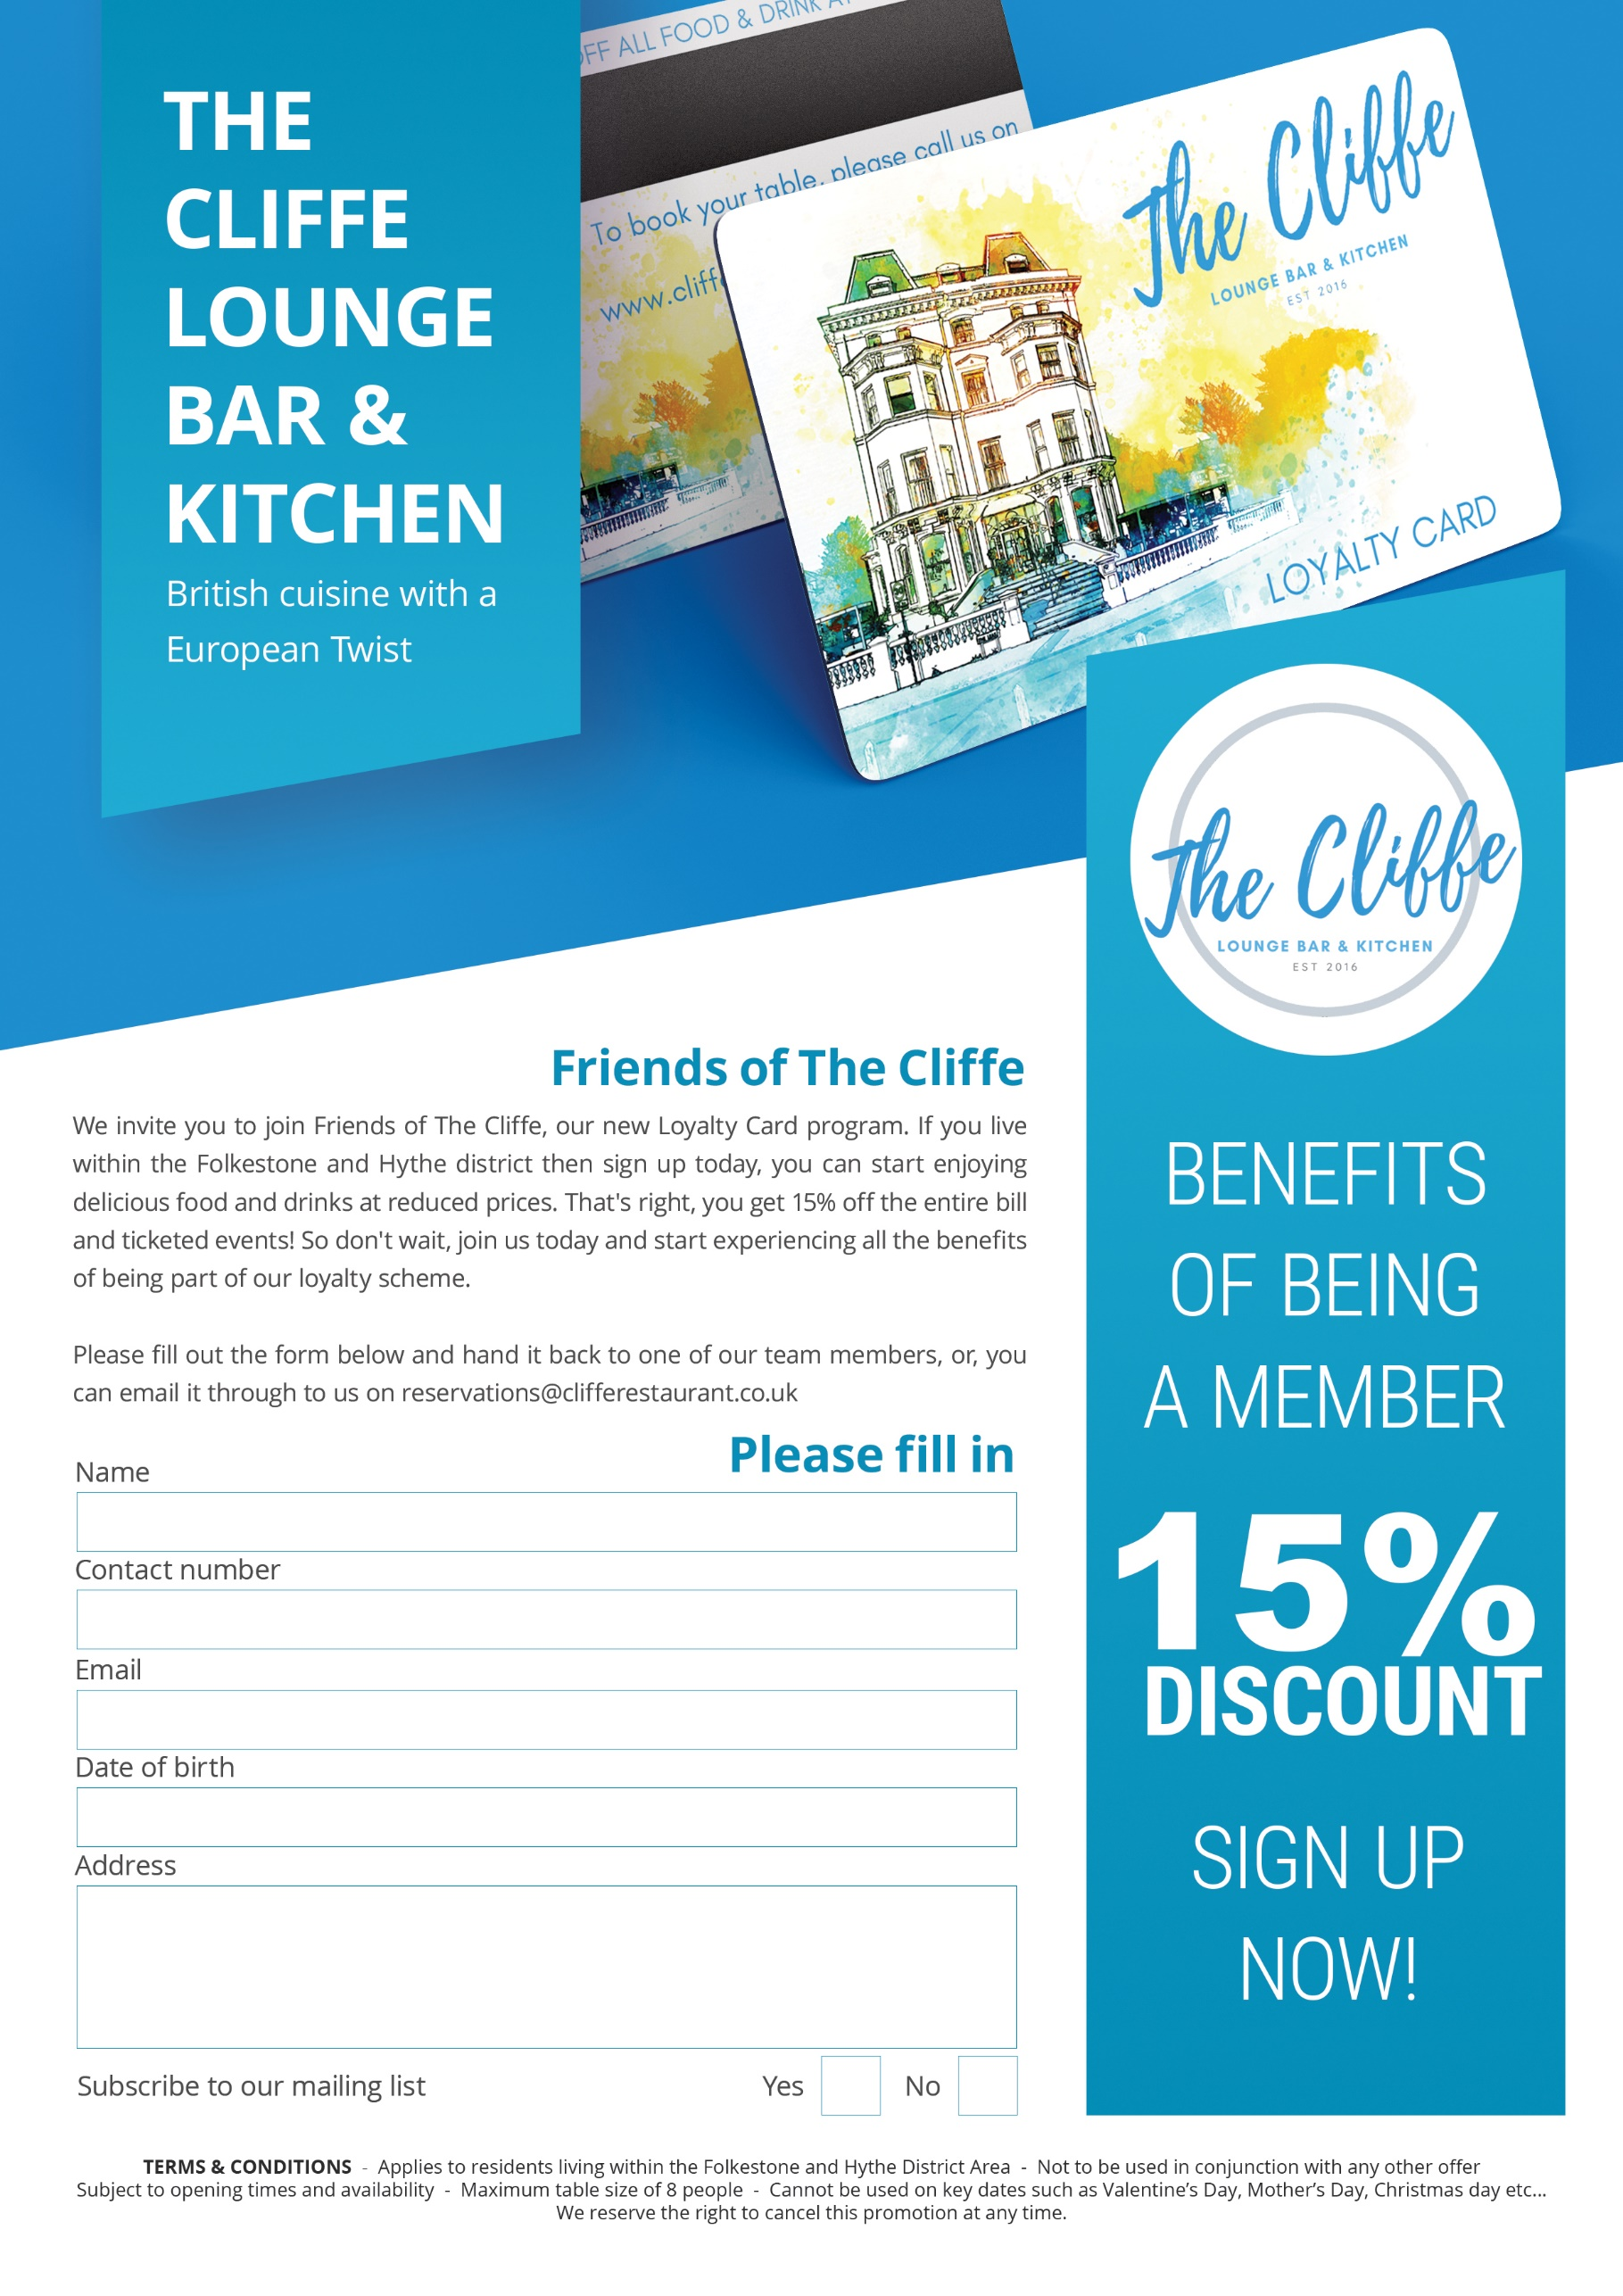 THE
CLIFFE
LOUNGE
BAR &
KITCHEN
British cuisine with a
European Twist
OFF ALL FOOD & DRINK
To book your table, please call us on
The Cliffe
LOUNGE BAR & KITCHEN
EST 2016
LOYALTY CARD
The Cliffe
LOUNGE BAR & KITCHEN
EST 2016
Friends of The Cliffe
We invite you to join Friends of The Cliffe, our new Loyalty Card program. If you live
within the Folkestone and Hythe district then sign up today, you can start enjoying
delicious food and drinks at reduced prices. That's right, you get 15% off the entire bill
and ticketed events! So don't wait, join us today and start experiencing all the benefits
of being part of our loyalty scheme.
Please fill out the form below and hand it back to one of our team members, or, you
can email it through to us on reservations@clifferestaurant.co.uk
Please fill in
Name
Contact number
Email
Date of birth
Address
Subscribe to our mailing list Yes No
BENEFITS
OF BEING
A MEMBER
15%
DISCOUNT
SIGN UP
NOW!
TERMS & CONDITIONS - Applies to residents living within the Folkestone and Hythe District Area - Not to be used in conjunction with any other offer
Subject to opening times and availability - Maximum table size of 8 people - Cannot be used on key dates such as Valentine’s Day, Mother’s Day, Christmas day etc...
We reserve the right to cancel this promotion at any time.